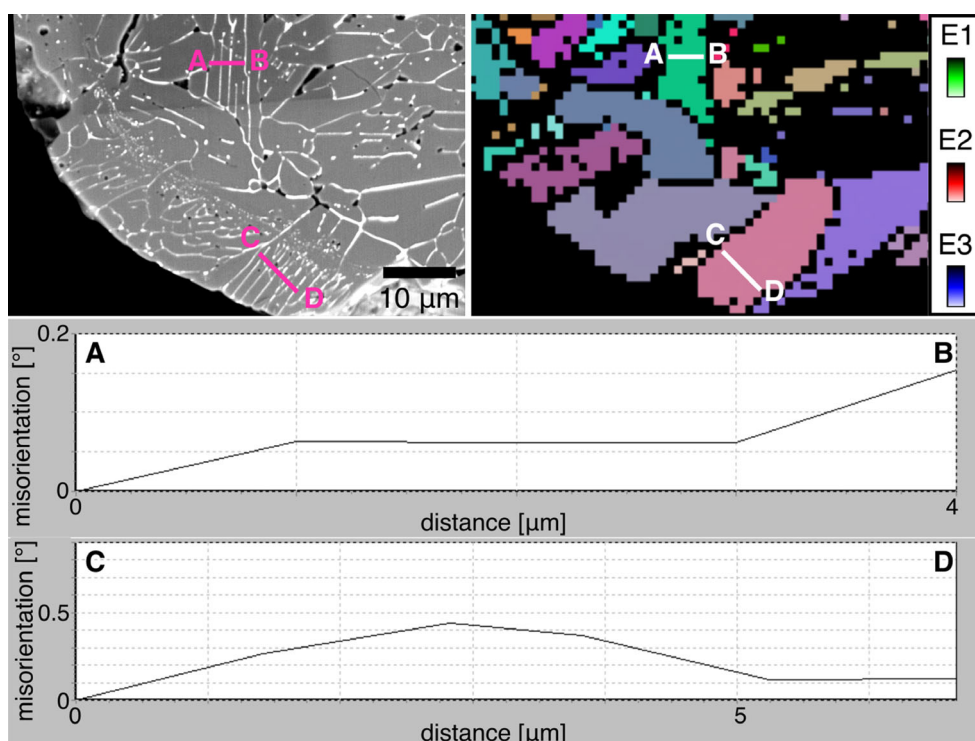 A B
C
D
10 µm
A B
C
D
E1
E2
E3
misorientation [°]
0.2
0
A B
0 4
distance [µm]
misorientation [°]
0.5
0
C D
0 5
distance [µm]